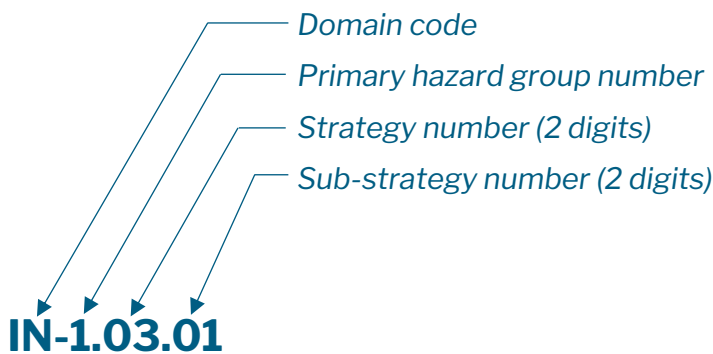 Domain code
Primary hazard group number
Strategy number (2 digits)
Sub-strategy number (2 digits)
IN-1.03.01